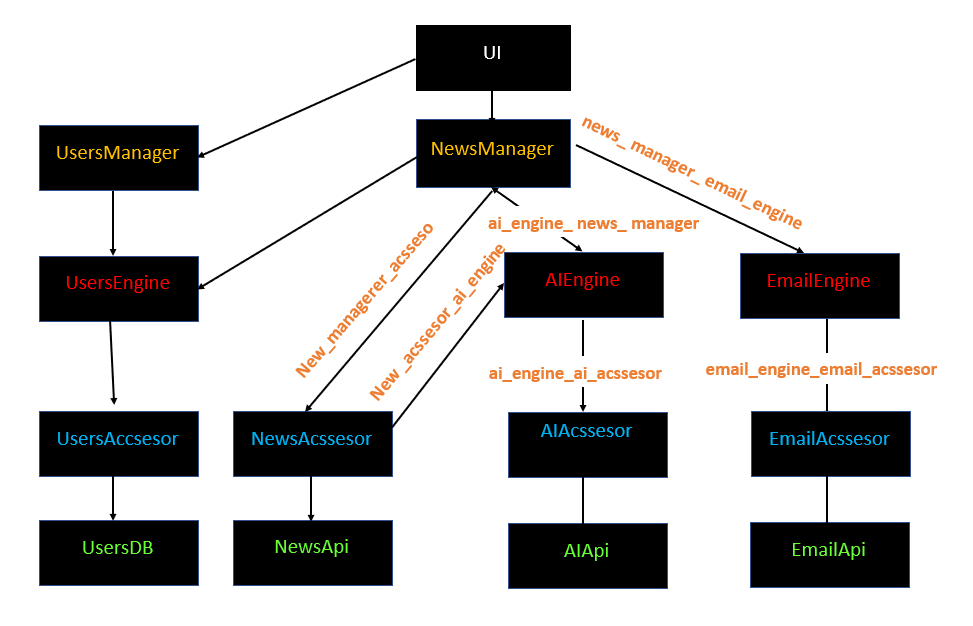 UI
UsersManager
NewsManager
news_ manager_ email_engine
ai_engine_ news_ manager
New_managerer_acsseso
New _acssesor_ai_engine
UsersEngine
AIEngine
EmailEngine
ai_engine_ai_acssesor
email_engine_email_acssesor
UsersAccsesor
NewsAcssesor
AIAcssesor
EmailAcssesor
UsersDB
NewsApi
AIApi
EmailApi